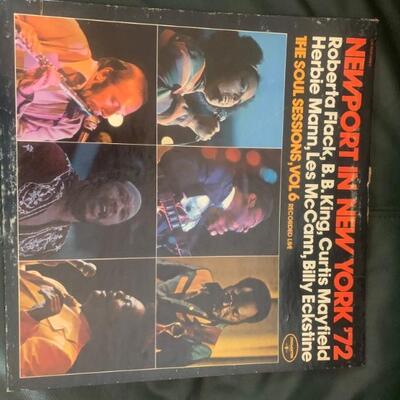 NEWPORT IN NEW YORK '72
Roberta Flack, B.B. King, Curtis Mayfield
Herbie Mann, Les McCann, Billy Eckstine
THE SOUL SESSIONS, VOL 6 RECORDED LIVE